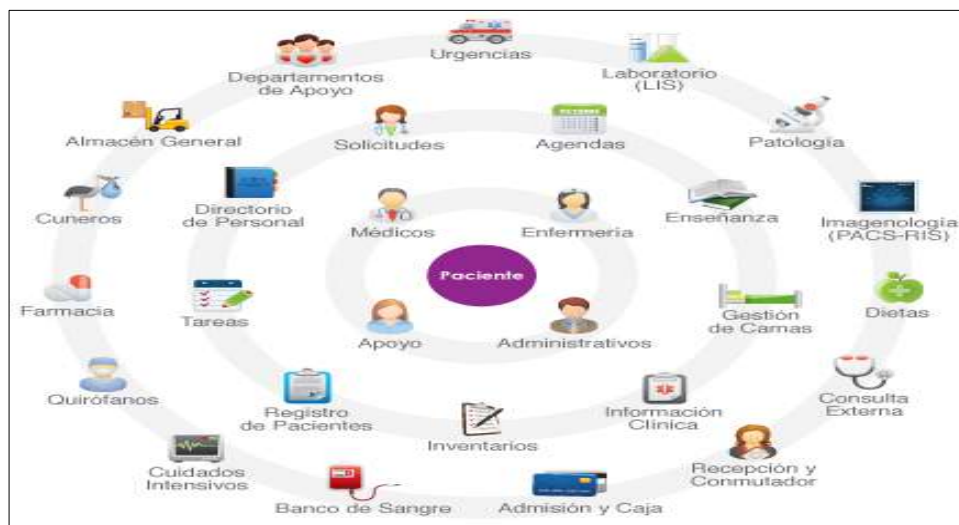 Urgencias
Departamentos
de Apoyo
Laboratorio
(LIS)
Almacén General
Solicitudes
Agendas
Patología
Cuneros
Directorio
de Personal
Médicos
Enfermería
Enseñanza
Imagenología
(PACS-RIS)
Paciente
Farmacia
Tareas
Apoyo
Administrativos
Gestión
de Camas
Dietas
Quirófanos
Registro
de Pacientes
Inventarios
Información
Clínica
Consulta
Externa
Cuidados
Intensivos
Banco de Sangre
Admisión y Caja
Recepción y
Conmutador